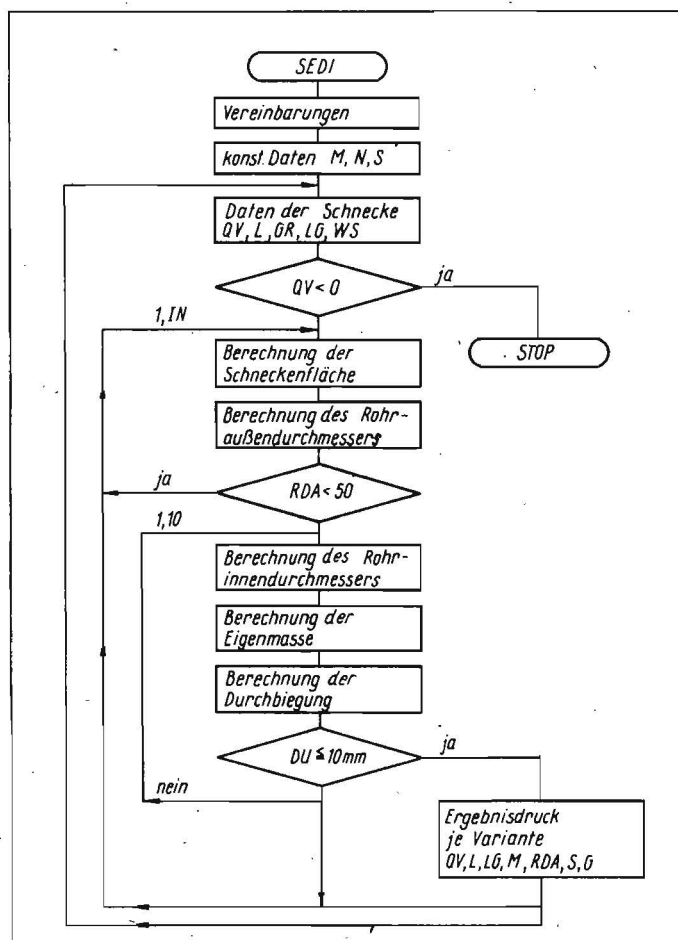 SEDI
Vereinbarungen
konst. Daten M, N, S
Daten der Schnecke
QV, L, GR, LG, WS
QV < 0
ja
1, IN
STOP
Berechnung der
Schneckenfläche
Berechnung des Rohr-
außendurchmessers
ja
RDA < 50
1,10
Berechnung des Rohr-
innendurchmessers
Berechnung der
Eigenmasse
Berechnung der
Durchbiegung
DU ≦ 10mm
ja
nein
Ergebnisdruck
je Variante
QV, L, LG, M, RDA, S, G